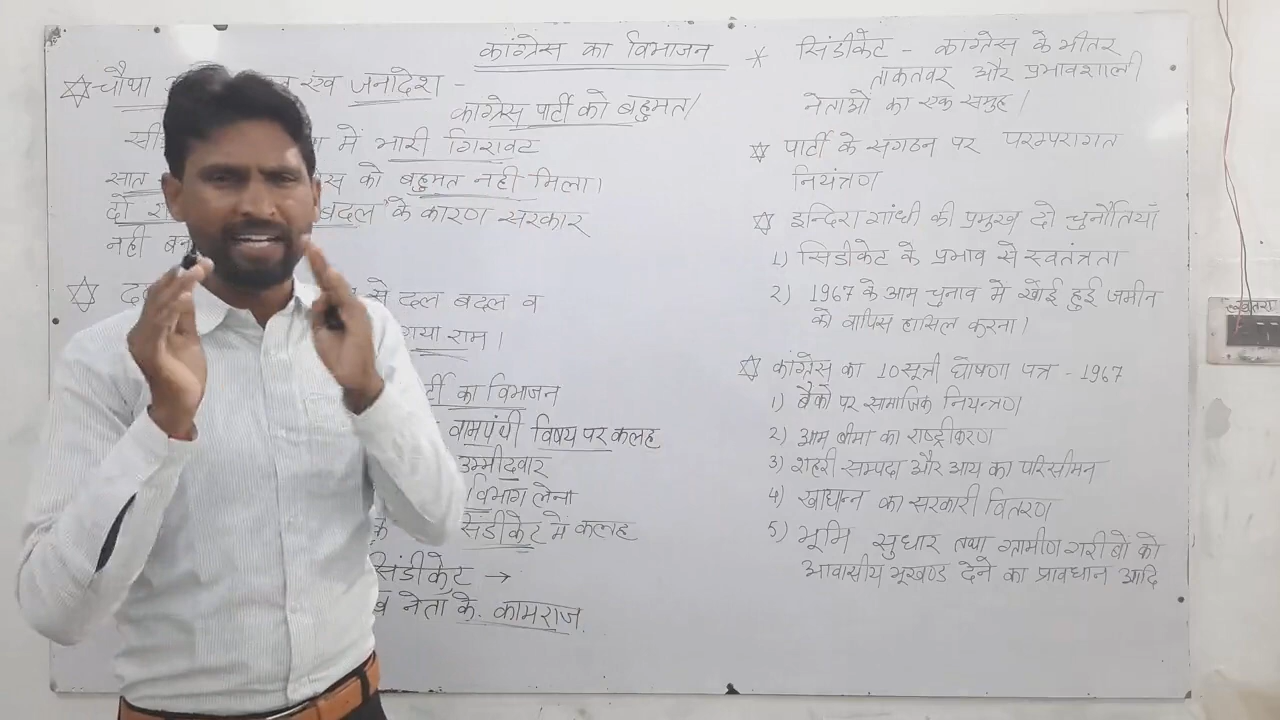 कांग्रेस का विभाजन
चौथा जनादेश -
कांग्रेस पार्टी को बहुमत
में भारी गिरावट
सात को बहुमत नही मिला।
दो बदल के कारण सरकार
नही
से दल बदल व
गया राम।
का विभाजन
वामपंथी विषय पर कलह
उम्मीदवार
विभाग लेना
सिंडीकेट मे कलह
सिंडीकेट →
नेता के. कामराज
* सिंडीकेट - कांग्रेस के भीतर
ताकतवर और प्रभावशाली
नेताओं का एक समूह।
पार्टी के संगठन पर परम्परागत
नियंत्रण
इन्दिरा गांधी की प्रमुख दो चुनौतियाँ
1) सिंडीकेट के प्रभाव से स्वतंत्रता
2) 1967 के आम चुनाव मे खोई हुई जमीन
को वापिस हासिल करना।
कांग्रेस का 10 सूत्री घोषणा पत्र - 1967
1) बैंको पर सामाजिक नियन्त्रण
2) आम बीमा का राष्ट्रीकरण
3) शहरी सम्पदा और आय का परिसीमन
4) खाद्यान्न का सरकारी वितरण
5) भूमि सुधार तथा ग्रामीण गरीबो को
आवासीय भूखण्ड देने का प्रावधान आदि